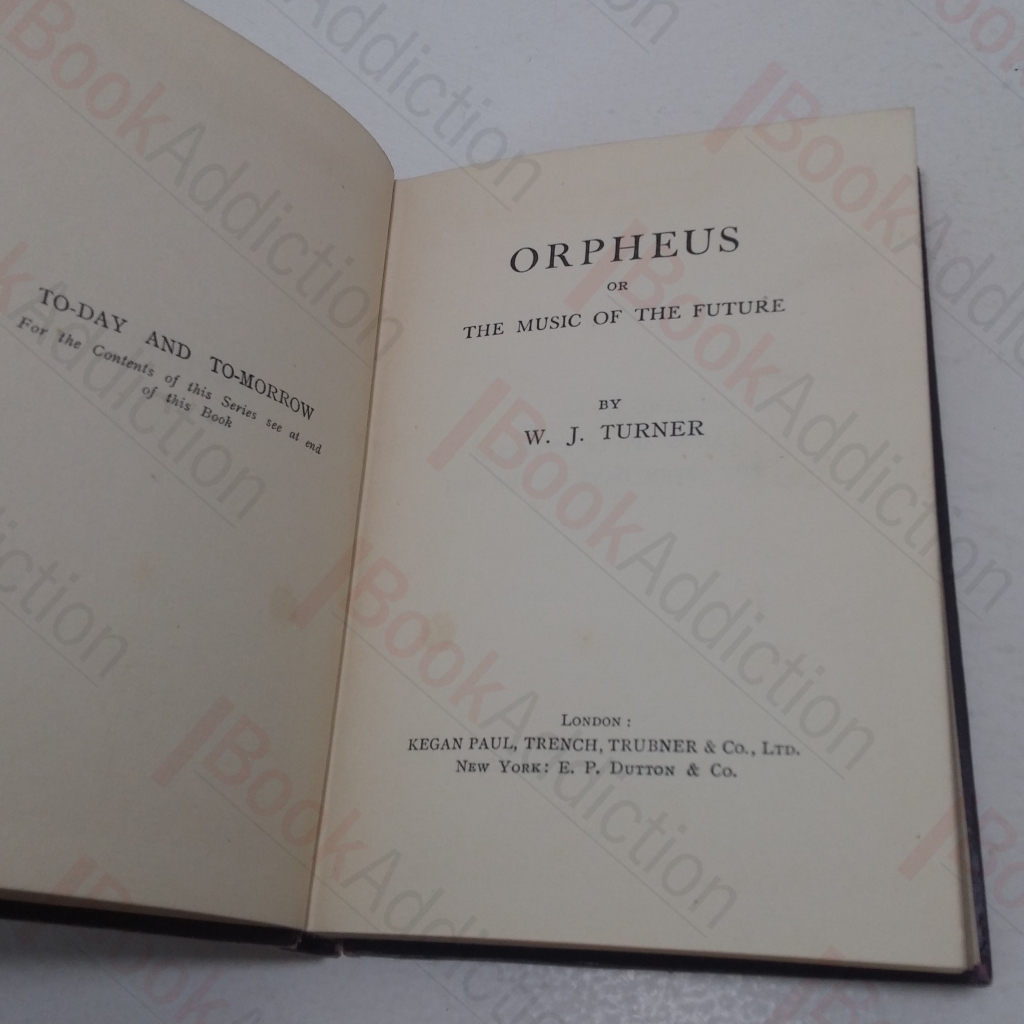 TO-DAY AND TO-MORROW
For the Contents of this Series see at end
of this Book
ORPHEUS
OR
THE MUSIC OF THE FUTURE
BY
W. J. TURNER
LONDON :
KEGAN PAUL, TRENCH, TRUBNER & CO., LTD.
NEW YORK: E. P. DUTTON & CO.
BookAddiction